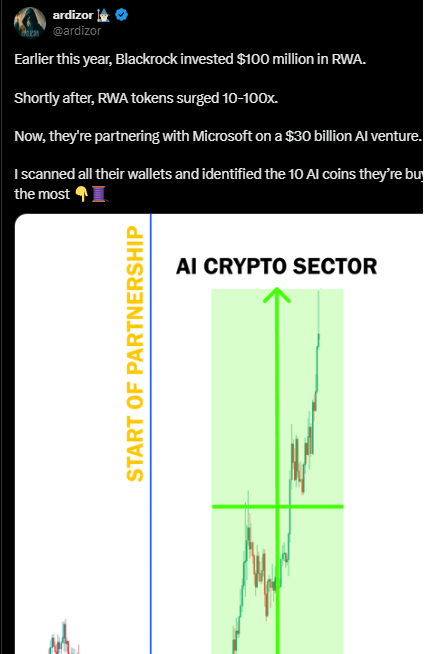 ardizor
@ardizor
Earlier this year, Blackrock invested $100 million in RWA.
Shortly after, RWA tokens surged 10-100x.
Now, they're partnering with Microsoft on a $30 billion AI venture.
I scanned all their wallets and identified the 10 AI coins they're
the most 👇🧵
START OF PARTNERSHIP
AI CRYPTO SECTOR